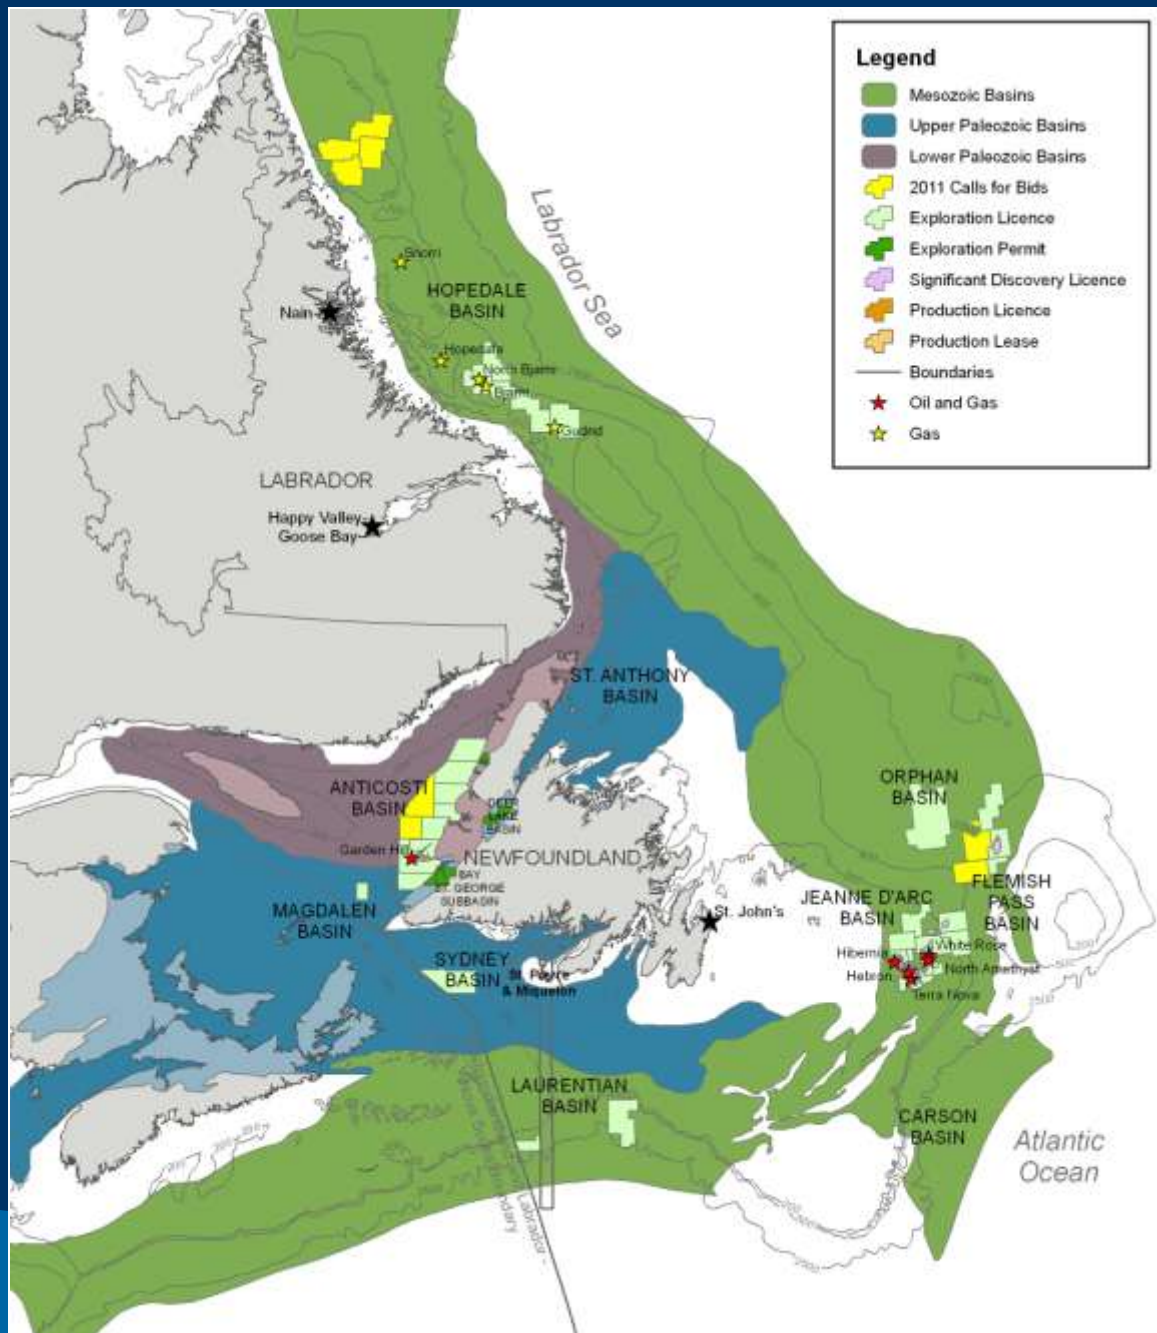 Legend
Mesozoic Basins
Upper Paleozoic Basins
Lower Paleozoic Basins
2011 Calls for Bids
Exploration Licence
Exploration Permit
Significant Discovery Licence
Production Licence
Production Lease
Boundaries
Oil and Gas
Gas
Labrador Sea
Snorri
HOPEDALE
BASIN
Nain
Hopedale
North Bjarni
Bjarni
Gudrid
LABRADOR
Happy Valley
Goose Bay
ST. ANTHONY
BASIN
ANTICOSTI
BASIN
DEER
LAKE
BASIN
ORPHAN
BASIN
Garden Hill
NEWFOUNDLAND
BAY
ST. GEORGE
SUBBASIN
FLEMISH
PASS
BASIN
JEANNE D'ARC
BASIN
St. John's
MAGDALEN
BASIN
SYDNEY
BASIN
St. Pierre
& Miquelon
Hibernia
White Rose
Hebron
North Amethyst
Terra Nova
LAURENTIAN
BASIN
CARSON
BASIN
Atlantic
Ocean